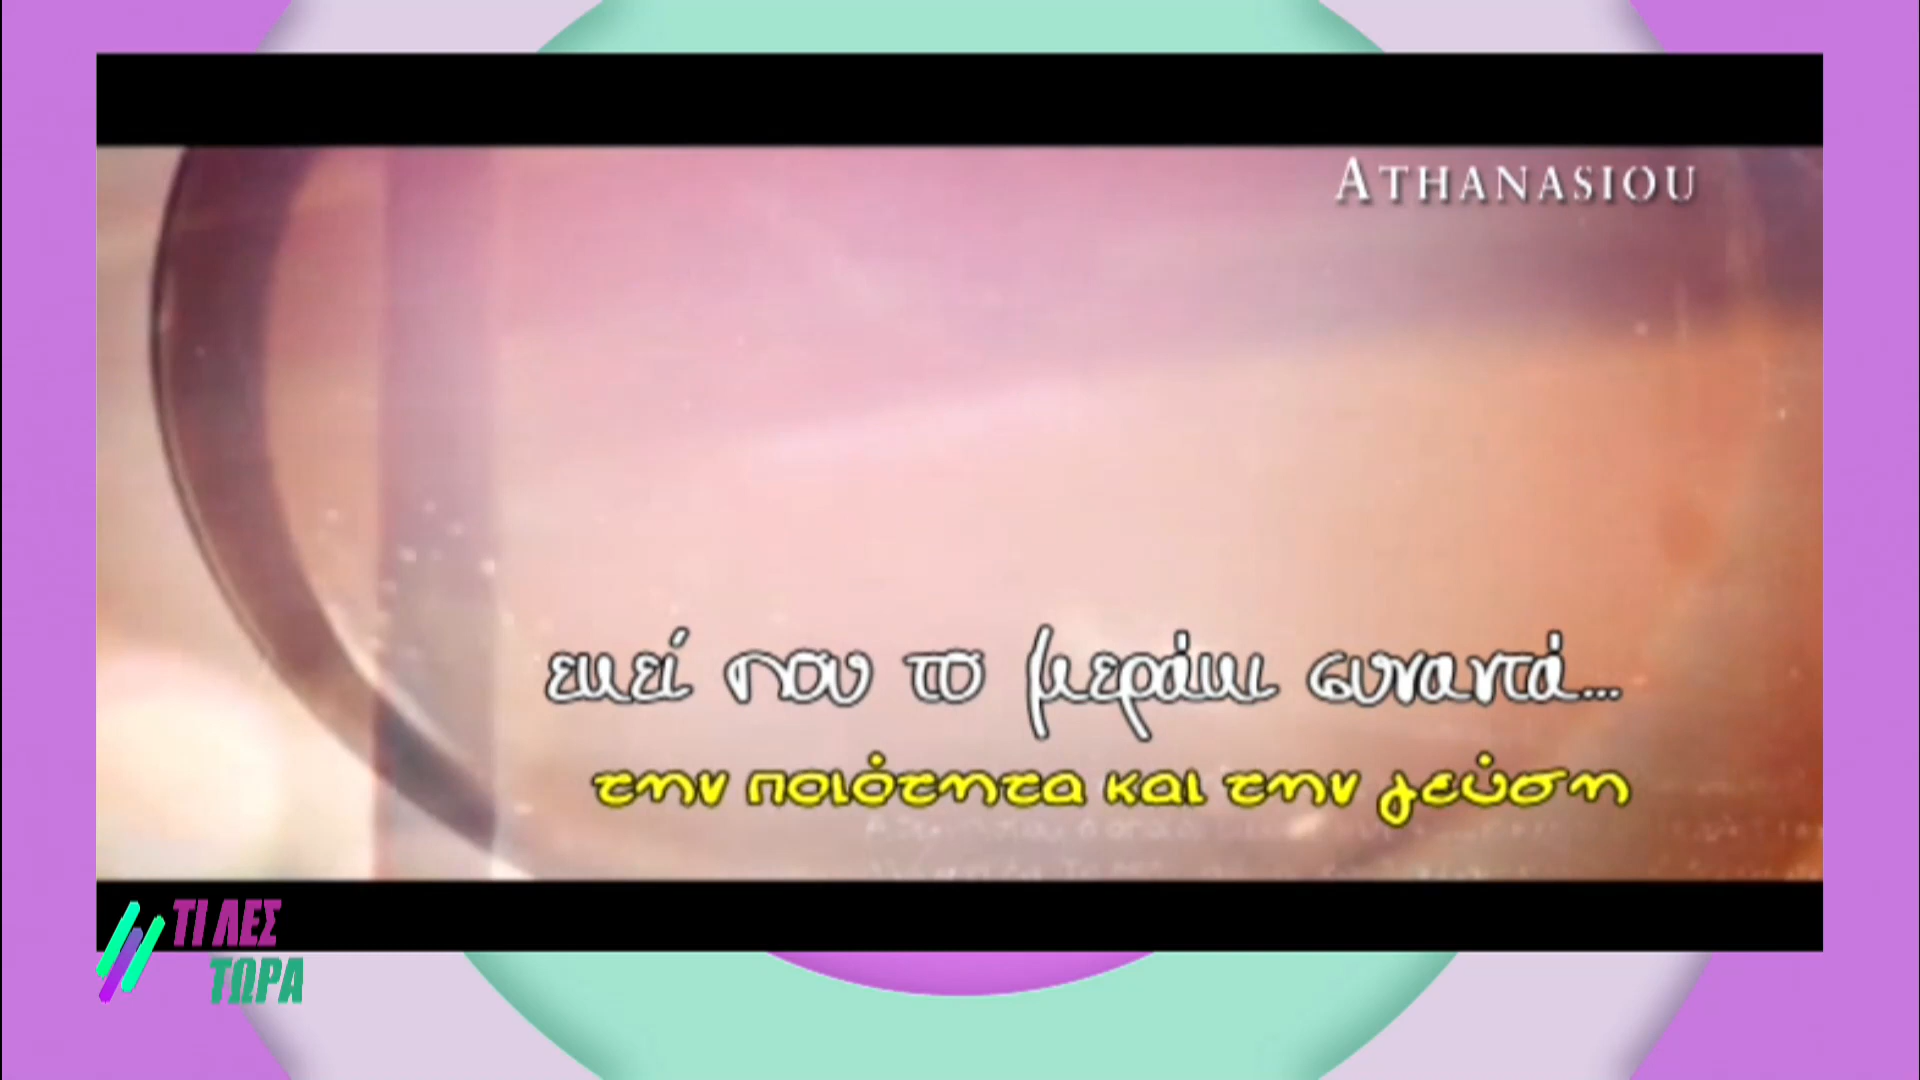 ATHANASIOU
εκεί που το μεράκι συναντά...
την ποιότητα και την γεύση
ΤΙ ΛΕΣ
ΤΩΡΑ